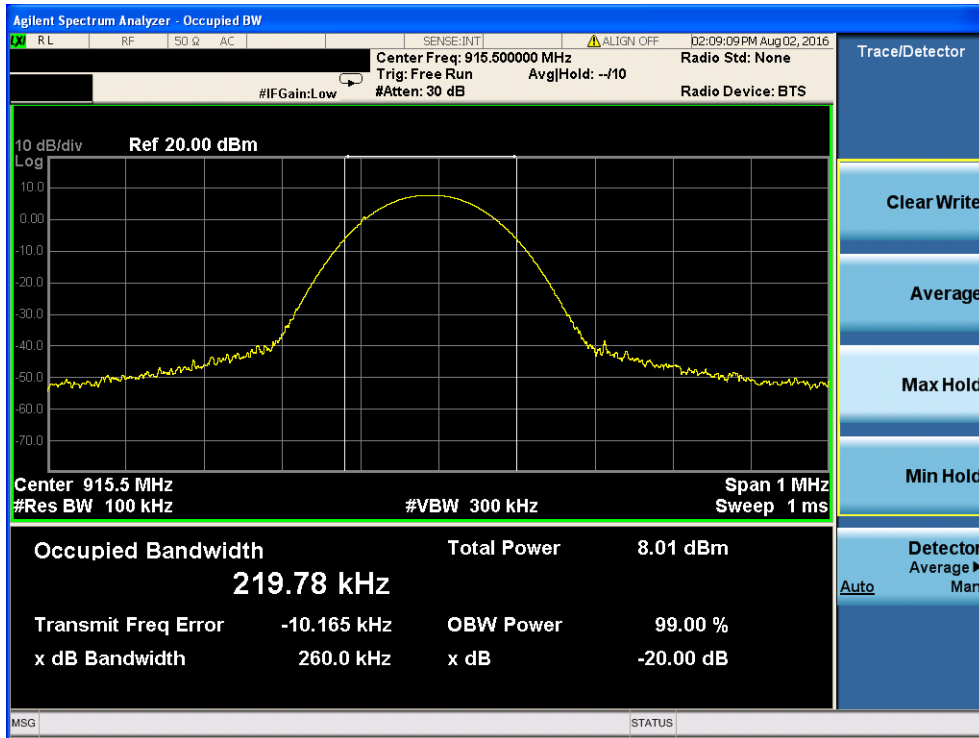 Agilent Spectrum Analyzer - Occupied BW
LXI RL RF 50 Ω AC SENSE:INT ALIGN OFF 02:09:09 PM Aug 02, 2016
Center Freq: 915.500000 MHz Radio Std: None
Trig: Free Run Avg|Hold: --/10
#IFGain:Low #Atten: 30 dB Radio Device: BTS
10 dB/div Ref 20.00 dBm
Log
10.0
0.00
-10.0
-20.0
-30.0
-40.0
-50.0
-60.0
-70.0
Center 915.5 MHz Span 1 MHz
#Res BW 100 kHz #VBW 300 kHz Sweep 1 ms
Occupied Bandwidth Total Power 8.01 dBm
219.78 kHz
Transmit Freq Error -10.165 kHz OBW Power 99.00 %
x dB Bandwidth 260.0 kHz x dB -20.00 dB
MSG STATUS
Trace/Detector
Clear Write
Average
Max Hold
Min Hold
Detector
Average
Auto Man